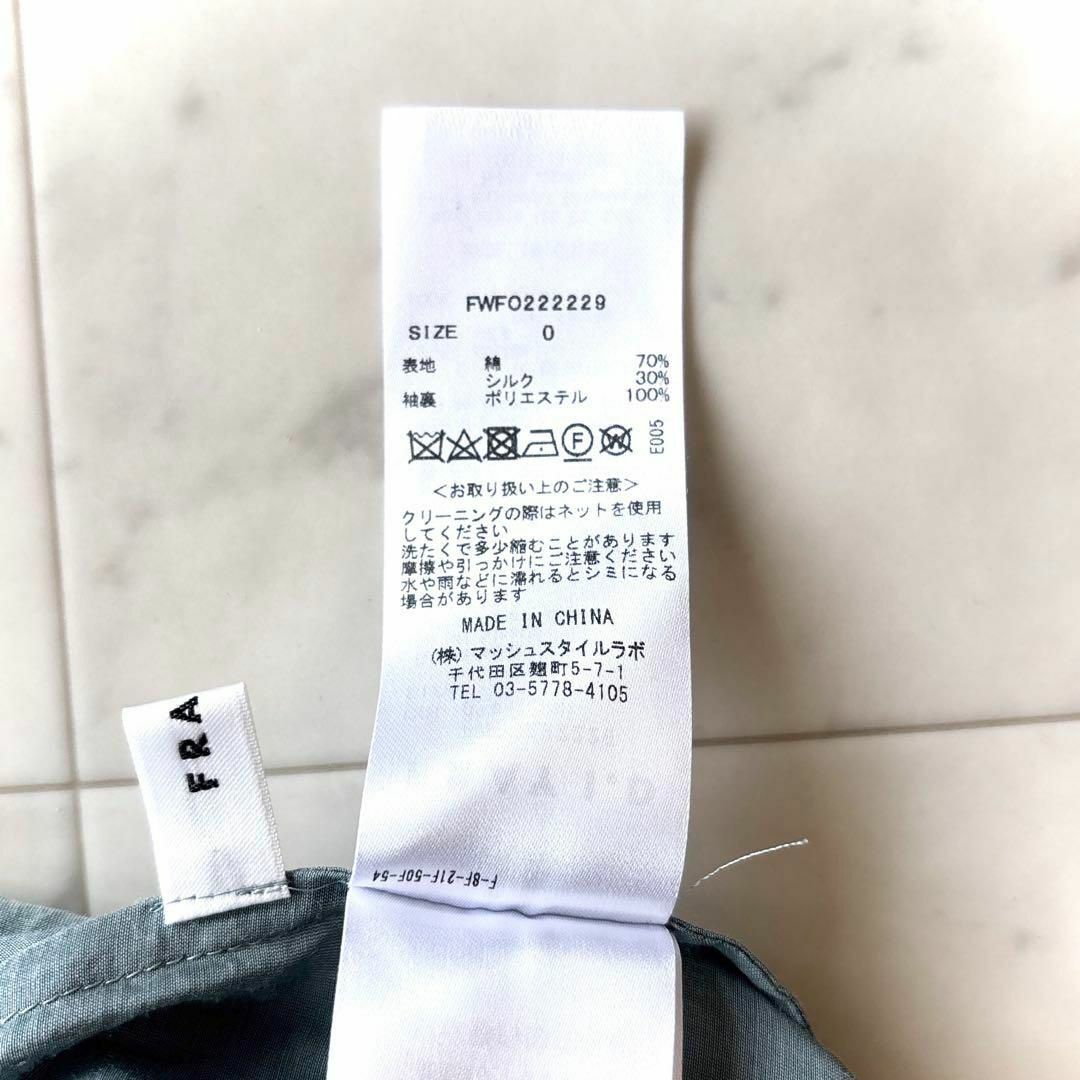 FWFO222229
SIZE 0
表地 綿 70%
シルク 30%
袖裏 ポリエステル 100%
F W E005
<お取り扱い上のご注意>
クリーニングの際はネットを使用
してください
洗たくで多少縮むことがあります
摩擦や引っかけにご注意ください
水や雨などに濡れるとシミになる
場合があります
MADE IN CHINA
(株)マッシュスタイルラボ
千代田区麹町5-7-1
TEL 03-5778-4105
F-8F-21F-50F-54
FRA